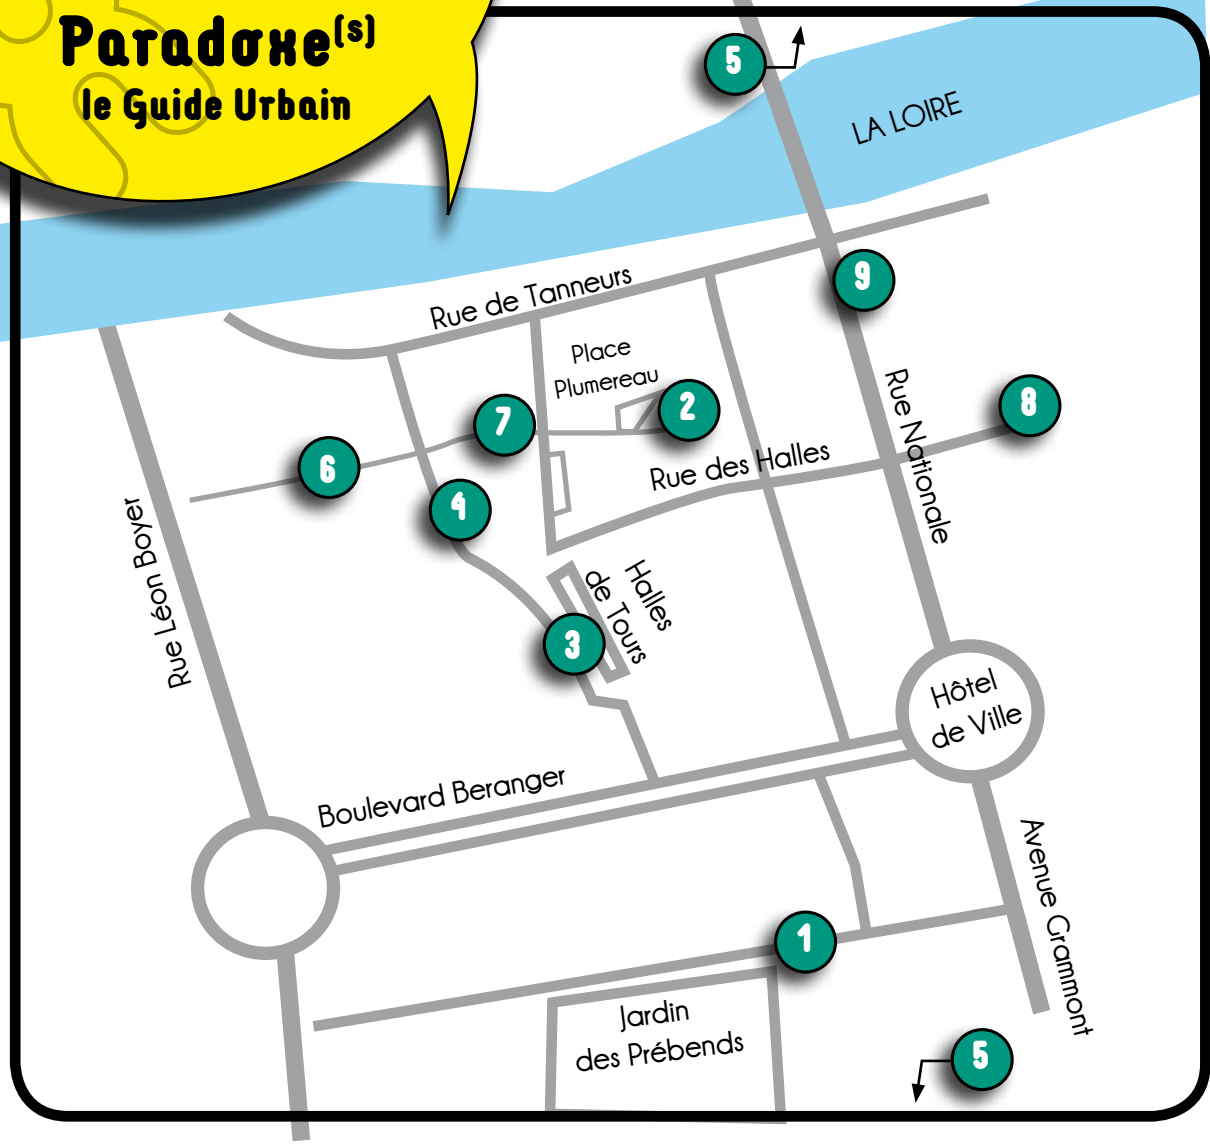 Paradoxe(s)
le Guide Urbain
5
LA LOIRE
9
Rue de Tanneurs
Place
Plumereau
2
7
8
6
Rue des Halles
Rue Nationale
4
Rue Léon Boyer
Halles
de Tours
3
Hôtel
de Ville
Boulevard Beranger
Avenue Grammont
1
Jardin
des Prébends
5